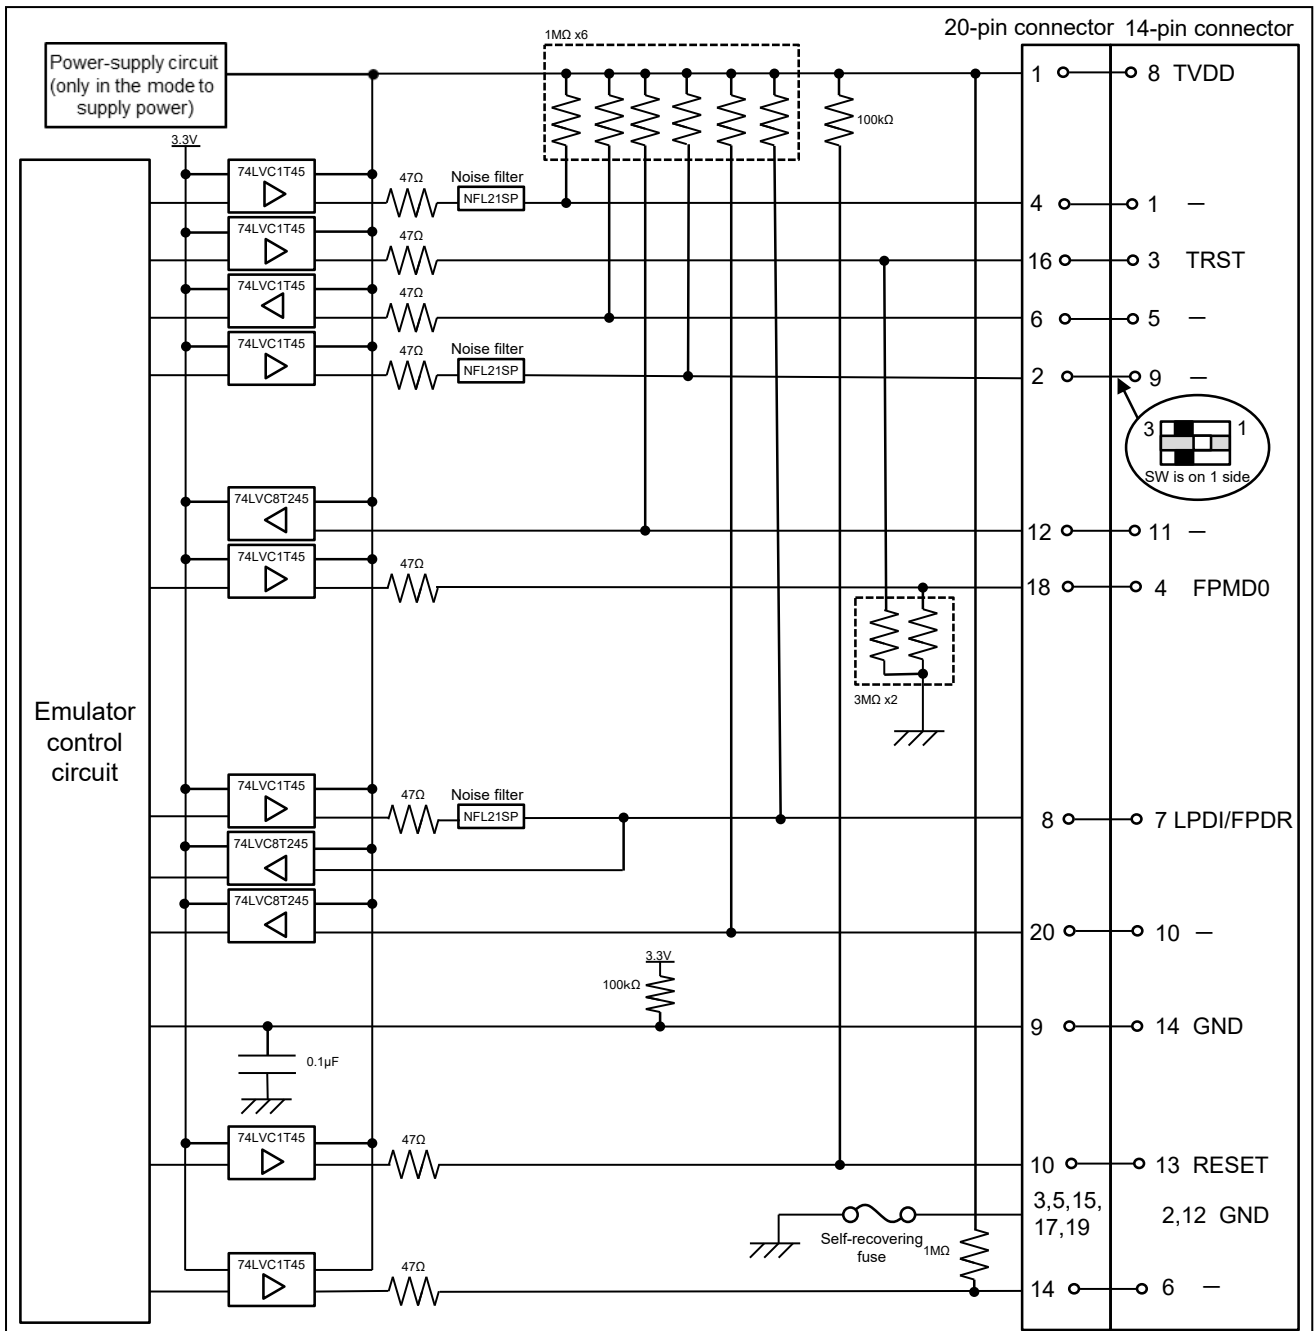 20-pin connector 14-pin connector
1MΩ x6
Power-supply circuit
(only in the mode to
supply power)
1 8 TVDD
100kΩ
3.3V
74LVC1T45
47Ω
Noise filter
NFL21SP
4 1 —
74LVC1T45
47Ω
16 3 TRST
74LVC1T45
47Ω
6 5 —
74LVC1T45
47Ω
Noise filter
NFL21SP
2 9 —
3 1
SW is on 1 side
74LVC8T245
12 11 —
74LVC1T45
47Ω
18 4 FPMD0
3MΩ x2
Emulator
control
circuit
74LVC1T45
47Ω
Noise filter
NFL21SP
8 7 LPDI/FPDR
74LVC8T245
74LVC8T245
20 10 —
3.3V
100kΩ
9 14 GND
0.1µF
74LVC1T45
47Ω
10 13 RESET
3,5,15,
17,19
2,12 GND
Self-recovering
fuse
1MΩ
74LVC1T45
47Ω
14 6 —